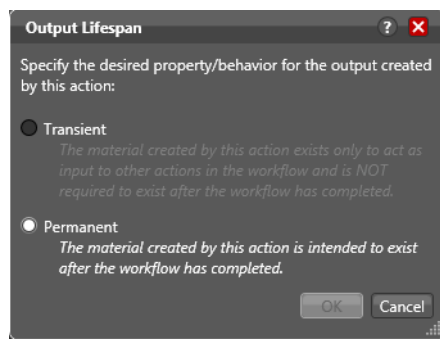 Output Lifespan ?
Specify the desired property/behavior for the output created
by this action:
Transient
The material created by this action exists only to act as
input to other actions in the workflow and is NOT
required to exist after the workflow has completed.
Permanent
The material created by this action is intended to exist
after the workflow has completed.
OK Cancel